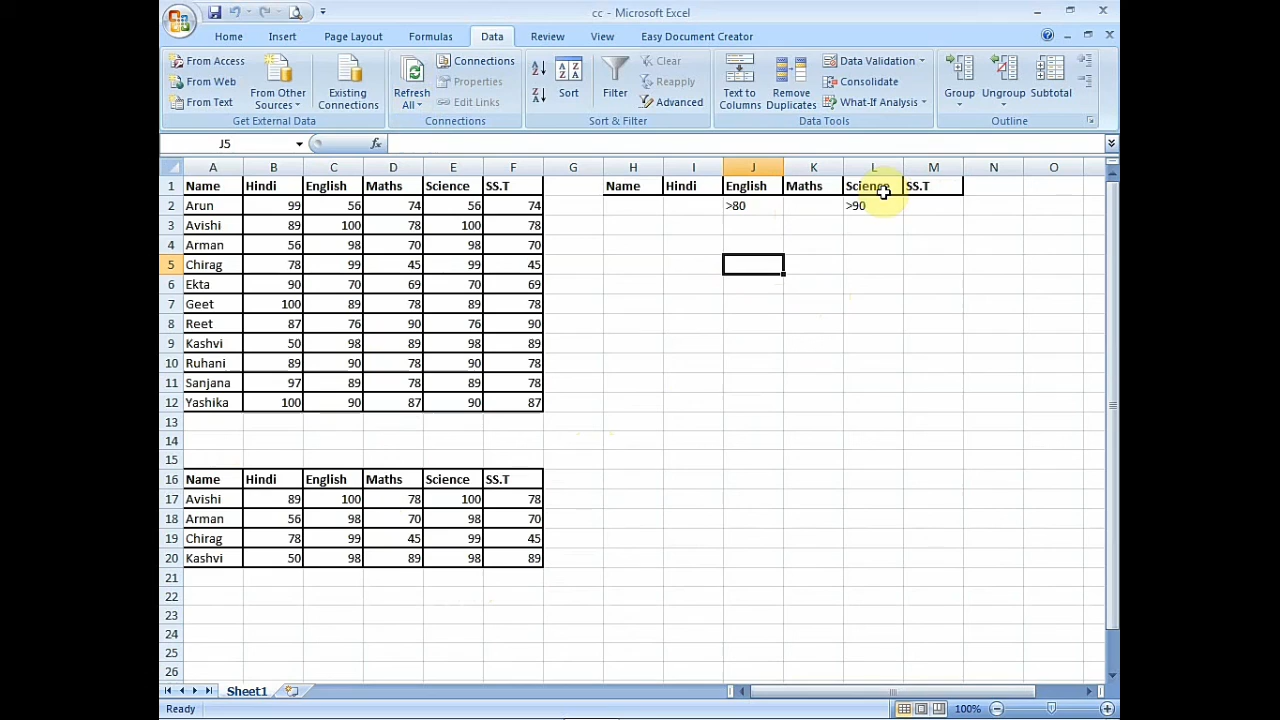 cc - Microsoft Excel
Home Insert Page Layout Formulas Data Review View Easy Document Creator
From Access
From Web
From Text
From Other Sources
Existing Connections
Get External Data
Refresh All
Connections
Properties
Edit Links
Connections
Sort
Filter
Clear
Reapply
Advanced
Sort & Filter
Text to Columns
Remove Duplicates
Data Validation
Consolidate
What-If Analysis
Data Tools
Group
Ungroup
Subtotal
Outline
J5 fx
A B C D E F G H I J K L M N O
1 Name Hindi English Maths Science SS.T Name Hindi English Maths Science SS.T
2 Arun 99 56 74 56 74 >80 >90
3 Avishi 89 100 78 100 78
4 Arman 56 98 70 98 70
5 Chirag 78 99 45 99 45
6 Ekta 90 70 69 70 69
7 Geet 100 89 78 89 78
8 Reet 87 76 90 76 90
9 Kashvi 50 98 89 98 89
10 Ruhani 89 90 78 90 78
11 Sanjana 97 89 78 89 78
12 Yashika 100 90 87 90 87
13
14
15
16 Name Hindi English Maths Science SS.T
17 Avishi 89 100 78 100 78
18 Arman 56 98 70 98 70
19 Chirag 78 99 45 99 45
20 Kashvi 50 98 89 98 89
21
22
23
24
25
26
Sheet1
Ready 100%